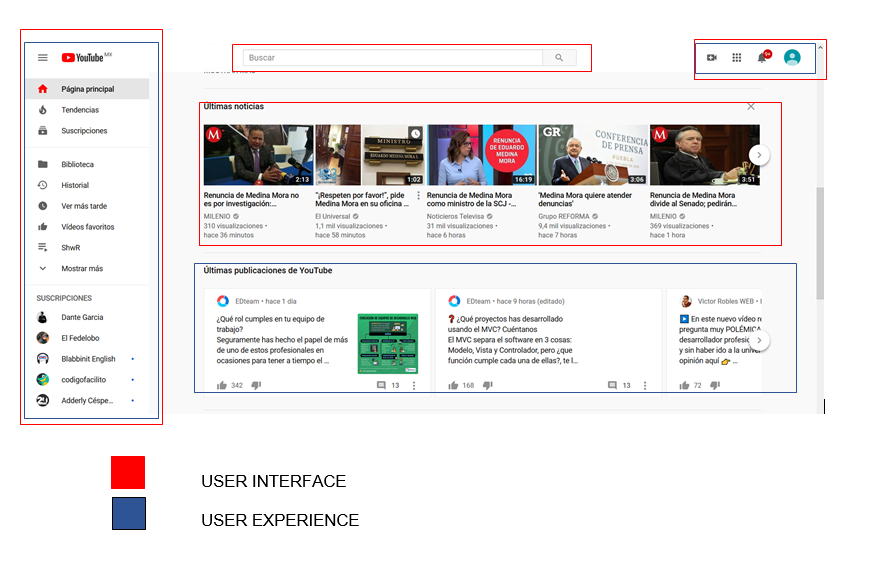 YouTube MX
Buscar
9+
Página principal
Tendencias
Suscripciones
Biblioteca
Historial
Ver más tarde
Vídeos favoritos
ShwR
Mostrar más
SUSCRIPCIONES
Dante Garcia
El Fedelobo
Blabbinit English
codigofacilito
Adderly Céspe...
Últimas noticias
2:13
Renuncia de Medina Mora no
es por investigación:...
MILENIO
310 visualizaciones •
hace 36 minutos
MINISTRO
EDUARDO MEDINA MORA I.
1:02
"¡Respeten por favor!", pide
Medina Mora en su oficina ...
El Universal
1,1 mil visualizaciones •
hace 58 minutos
RENUNCIA
DE EDUARDO
MEDINA
MORA
16:19
Renuncia de Medina Mora
como ministro de la SCJ -...
Noticieros Televisa
31 mil visualizaciones •
hace 6 horas
GR
CONFERENCIA
DE PRENSA
PUEBLA
3:06
'Medina Mora quiere atender
denuncias'
Grupo REFORMA
9,4 mil visualizaciones •
hace 7 horas
3:51
Renuncia de Medina Mora
divide al Senado; pedirán...
MILENIO
369 visualizaciones •
hace 1 hora
Últimas publicaciones de YouTube
EDteam • hace 1 día
¿Qué rol cumples en tu equipo de
trabajo?
Seguramente has hecho el papel de más
de uno de estos profesionales en
ocasiones para tener a tiempo el ...
342
13
EDteam • hace 9 horas (editado)
❓ ¿Qué proyectos has desarrollado
usando el MVC? Cuéntanos
El MVC separa el software en 3 cosas:
Modelo, Vista y Controlador, pero ¿que
función cumple cada una de ellas?, te l...
168
13
Victor Robles WEB •
▶️ En este nuevo vídeo r
pregunta muy POLÉMICA
desarrollador profesio
y sin haber ido a la univer
opinión aquí 👉 ...
72
USER INTERFACE
USER EXPERIENCE